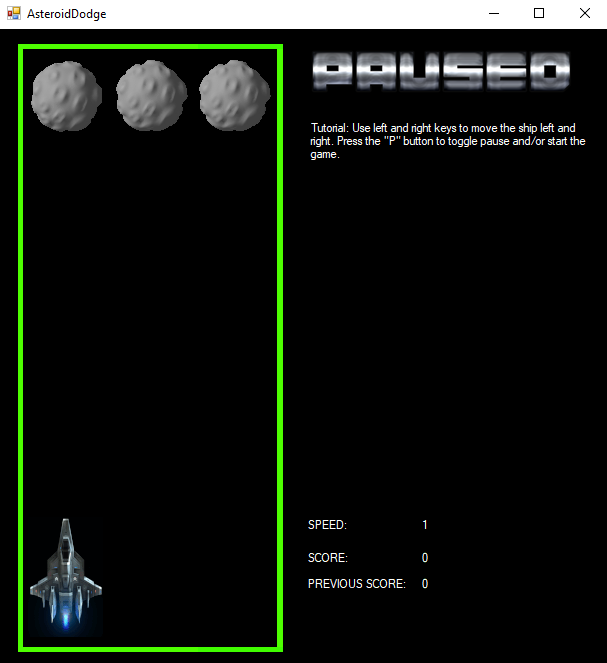 AsteroidDodge
PAUSED
Tutorial: Use left and right keys to move the ship left and
right. Press the "P" button to toggle pause and/or start the
game.
SPEED: 1
SCORE: 0
PREVIOUS SCORE: 0